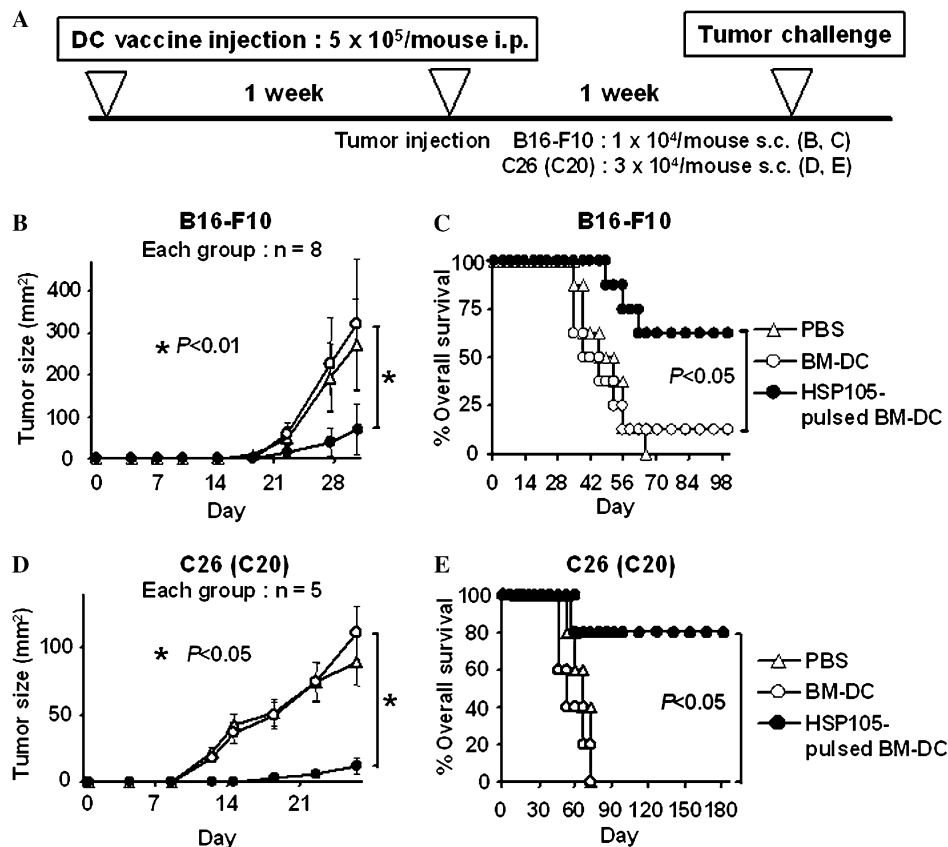 A
DC vaccine injection : 5 x 10⁵/mouse i.p.
Tumor challenge
1 week
1 week
Tumor injection B16-F10 : 1 x 10⁴/mouse s.c. (B, C)
C26 (C20) : 3 x 10⁴/mouse s.c. (D, E)
B
B16-F10
Each group : n = 8
Tumor size (mm²)
400
300
200
100
0
* P<0.01
*
0 7 14 21 28
Day
C
B16-F10
% Overall survival
100
75
50
25
0
P<0.05
0 14 28 42 56 70 84 98
Day
PBS
BM-DC
HSP105-
pulsed BM-DC
D
C26 (C20)
Each group : n = 5
Tumor size (mm²)
100
50
0
* P<0.05
*
0 7 14 21
Day
E
C26 (C20)
% Overall survival
100
80
60
40
20
0
P<0.05
0 30 60 90 120 150 180
Day
PBS
BM-DC
HSP105-
pulsed BM-DC